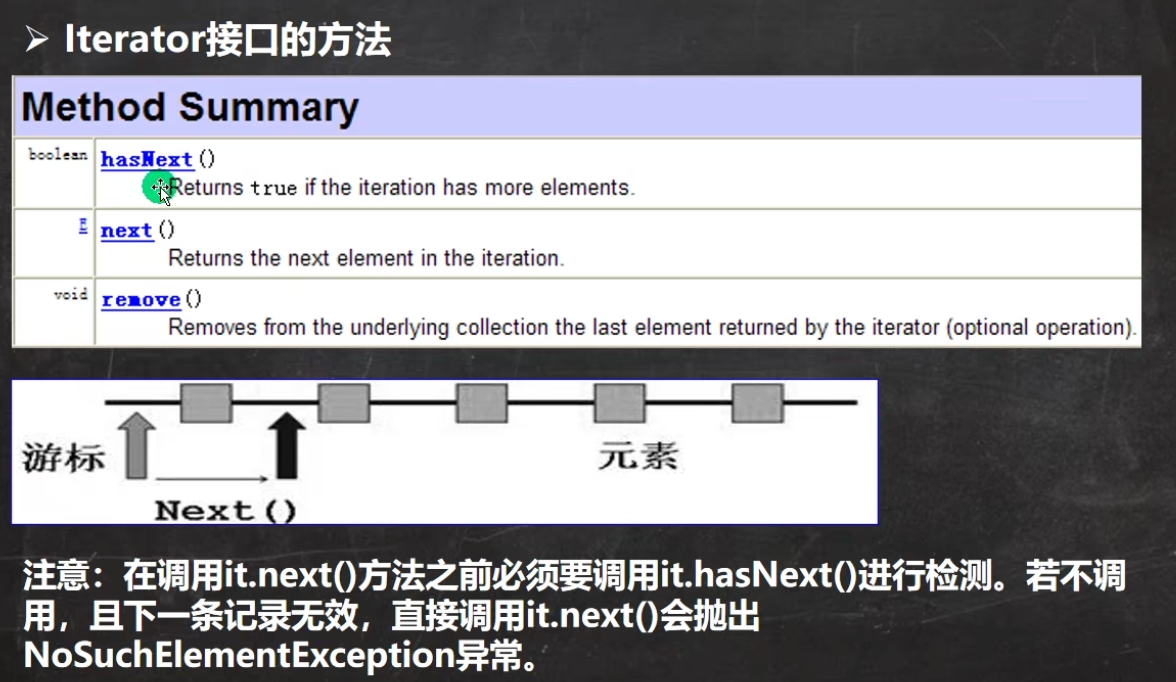 ➢ Iterator接口的方法
Method Summary
boolean hasNext()
Returns true if the iteration has more elements.
E next()
Returns the next element in the iteration.
void remove()
Removes from the underlying collection the last element returned by the iterator (optional operation).
游标 元素
Next()
注意：在调用it.next()方法之前必须要调用it.hasNext()进行检测。若不调
用，且下一条记录无效，直接调用it.next()会抛出
NoSuchElementException异常。